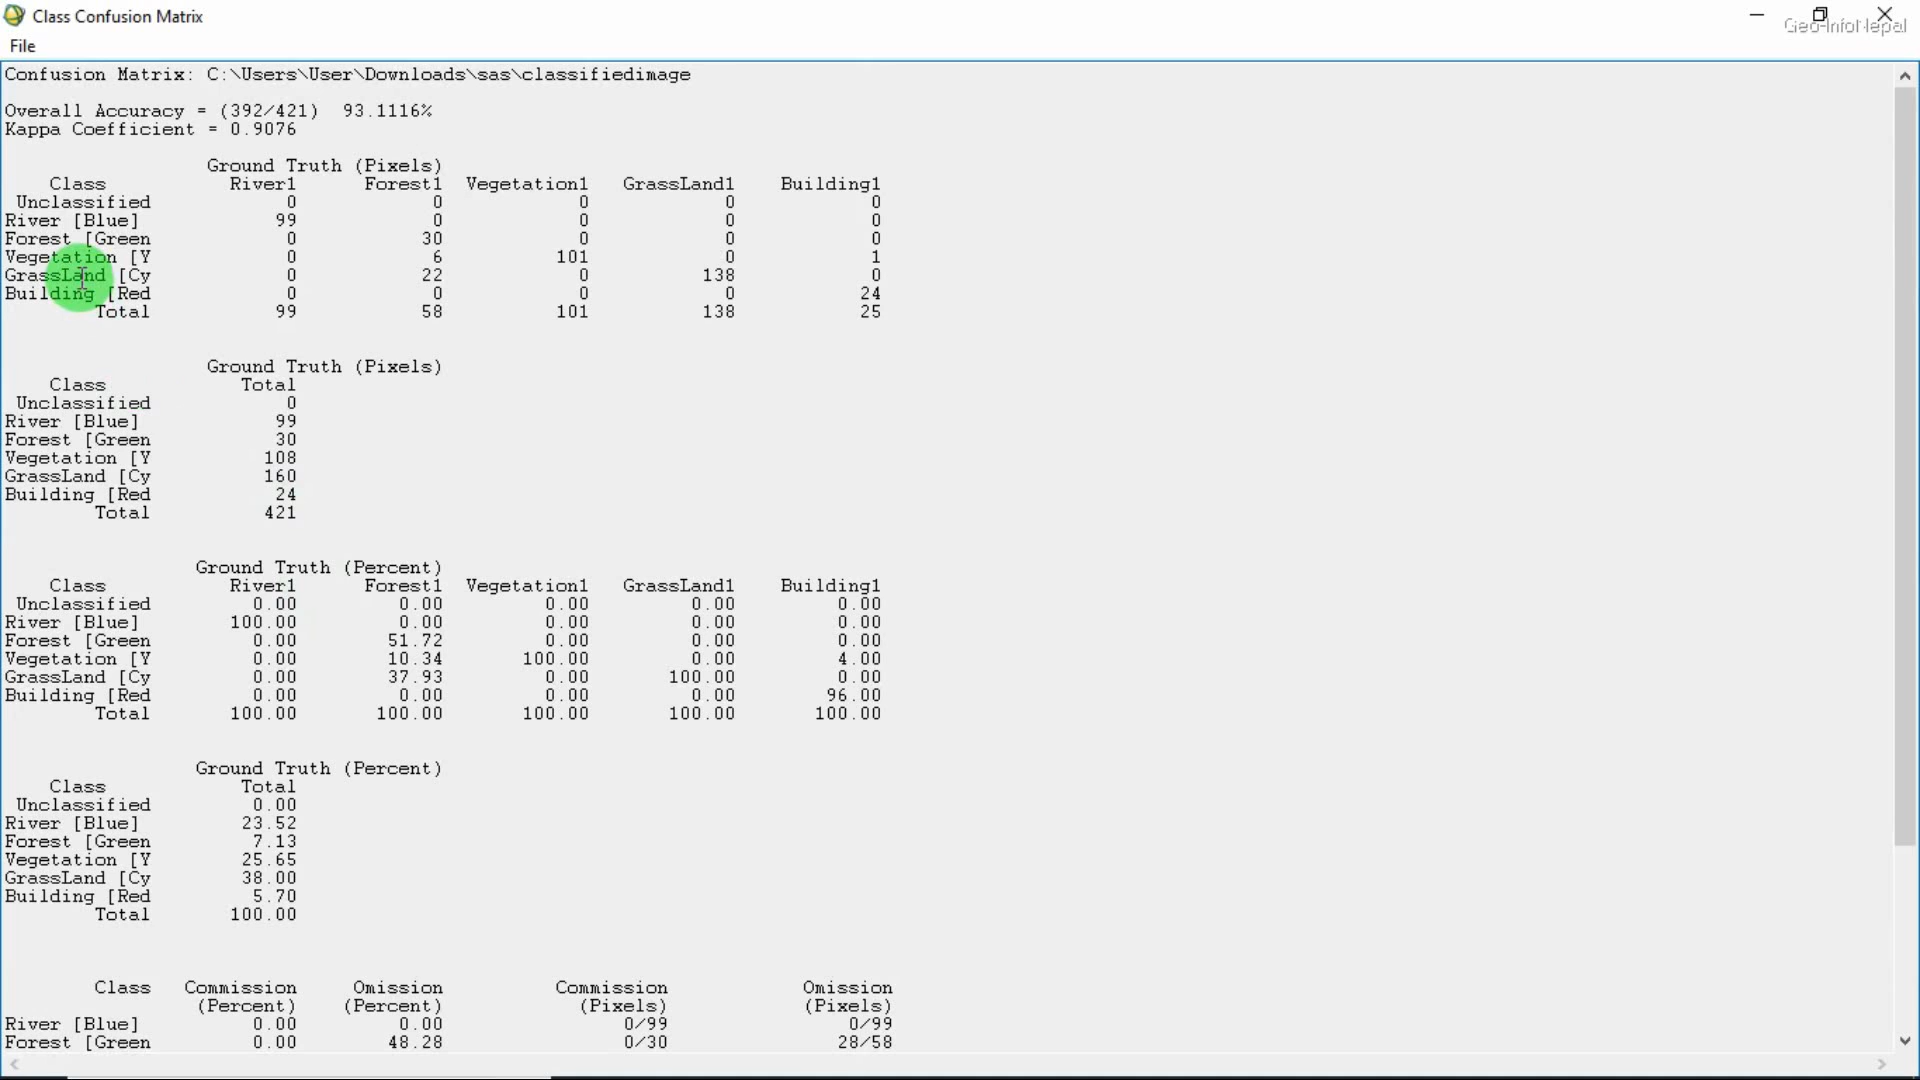 Class Confusion Matrix
Geo-InfoNepal
File
Confusion Matrix: C:\Users\User\Downloads\sas\classifiedimage
Overall Accuracy = (392/421) 93.1116%
Kappa Coefficient = 0.9076
Ground Truth (Pixels)
Class River1 Forest1 Vegetation1 GrassLand1 Building1
Unclassified 0 0 0 0 0
River [Blue] 99 0 0 0 0
Forest [Green 0 30 0 0 0
Vegetation [Y 0 6 101 0 1
GrassLand [Cy 0 22 0 138 0
Building [Red 0 0 0 0 24
Total 99 58 101 138 25
Ground Truth (Pixels)
Class Total
Unclassified 0
River [Blue] 99
Forest [Green 30
Vegetation [Y 108
GrassLand [Cy 160
Building [Red 24
Total 421
Ground Truth (Percent)
Class River1 Forest1 Vegetation1 GrassLand1 Building1
Unclassified 0.00 0.00 0.00 0.00 0.00
River [Blue] 100.00 0.00 0.00 0.00 0.00
Forest [Green 0.00 51.72 0.00 0.00 0.00
Vegetation [Y 0.00 10.34 100.00 0.00 4.00
GrassLand [Cy 0.00 37.93 0.00 100.00 0.00
Building [Red 0.00 0.00 0.00 0.00 96.00
Total 100.00 100.00 100.00 100.00 100.00
Ground Truth (Percent)
Class Total
Unclassified 0.00
River [Blue] 23.52
Forest [Green 7.13
Vegetation [Y 25.65
GrassLand [Cy 38.00
Building [Red 5.70
Total 100.00
Class Commission Omission Commission Omission
(Percent) (Percent) (Pixels) (Pixels)
River [Blue] 0.00 0.00 0/99 0/99
Forest [Green 0.00 48.28 0/30 28/58